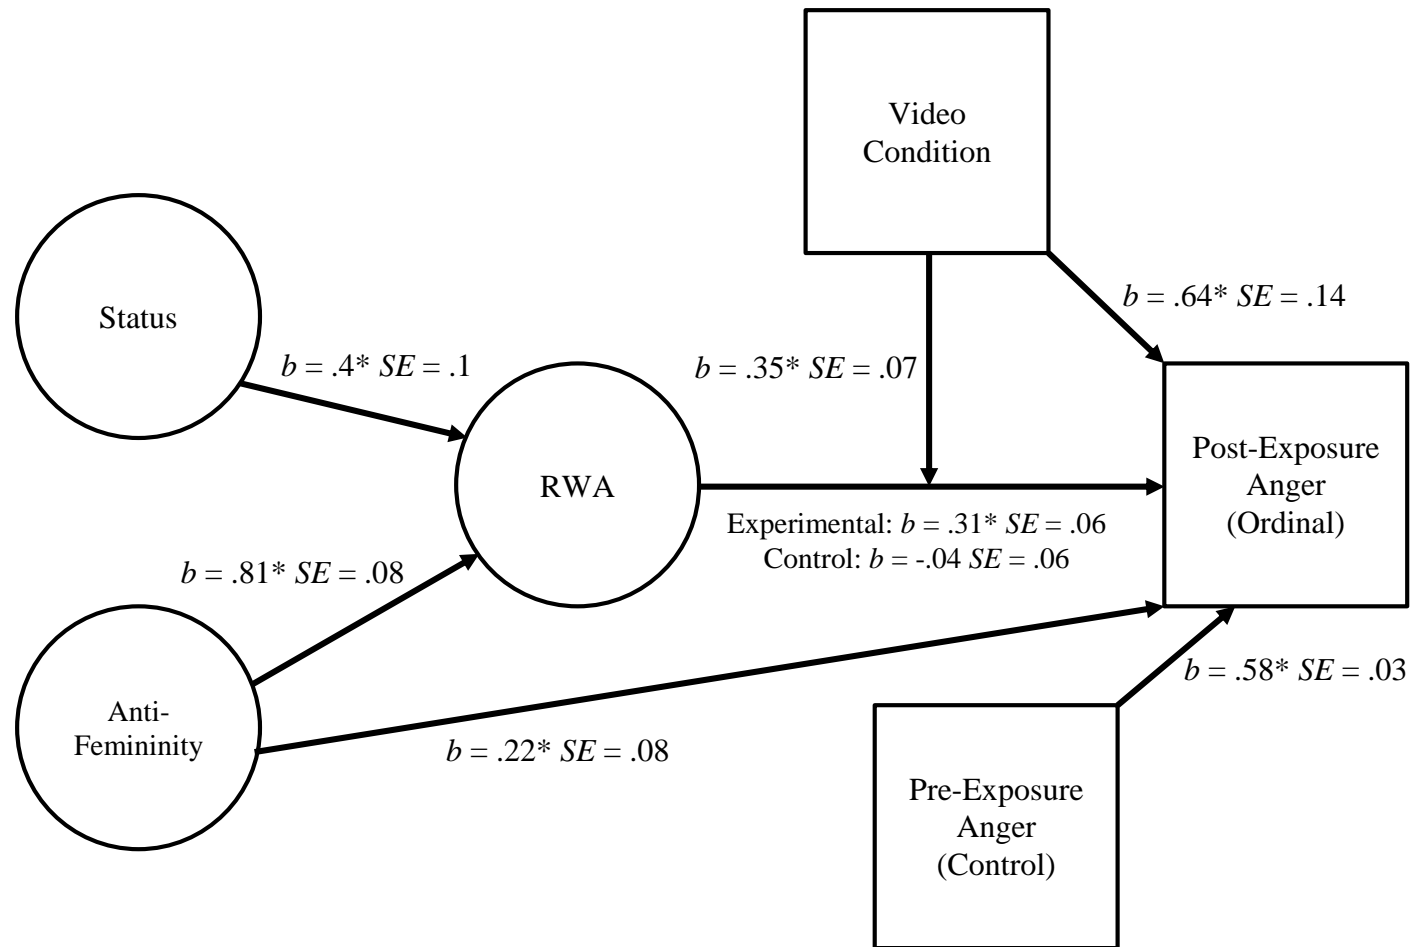 Video
Condition
b = .64* SE = .14
Status
b = .4* SE = .1
b = .35* SE = .07
RWA
Post-Exposure
Anger
(Ordinal)
Experimental: b = .31* SE = .06
Control: b = -.04 SE = .06
b = .81* SE = .08
Anti-
Femininity
b = .22* SE = .08
b = .58* SE = .03
Pre-Exposure
Anger
(Control)